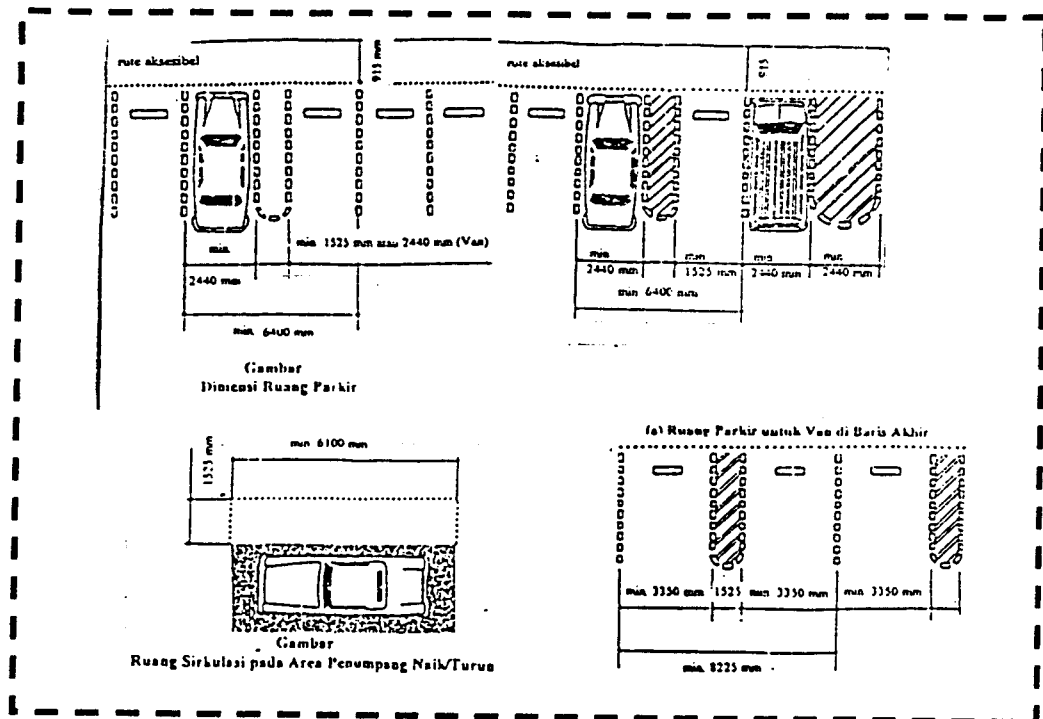 rute aksesibel
915 mm
rute aksesibel
915
min.
min. 1525 mm atau 2440 mm (Van)
2440 mm
min. 6400 mm
min
2440 mm
min
1525 mm
min
2440 mm
min
2440 mm
min 6400 mm
Gambar
Dimensi Ruang Parkir
(a) Ruang Parkir untuk Van di Baris Akhir
min 6100 mm
1525 mm
Gambar
Ruang Sirkulasi pada Area Penumpang Naik/Turun
min. 3350 mm
1525
min. 3350 mm
min. 3350 mm
min. 8225 mm